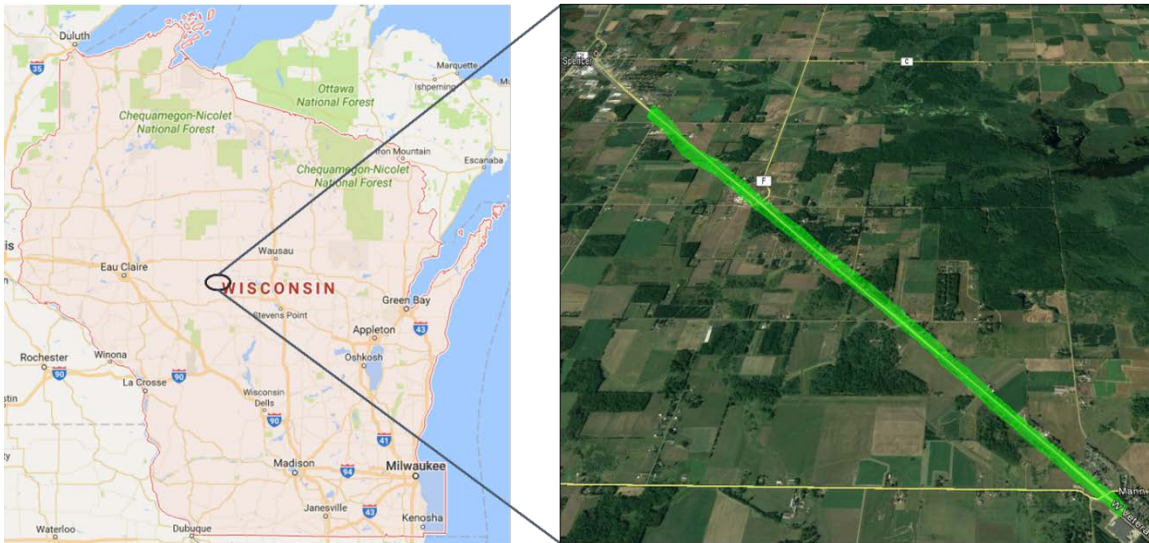 Duluth
35
Marquette
Ishpeming
Ottawa
National Forest
Chequamegon-Nicolet
National Forest
Iron Mountain
Chequamegon-Nicolet
National Forest
Escanaba
Wausau
Eau Claire
WISCONSIN
Green Bay
Stevens Point
43
Appleton
Oshkosh
Rochester
Winona
90
La Crosse
90
Wisconsin
Dells
90
41
Madison
94
Milwaukee
Janesville
43
Kenosha
Waterloo
Dubuque
Spencer
C
F
Mann
W Vetera